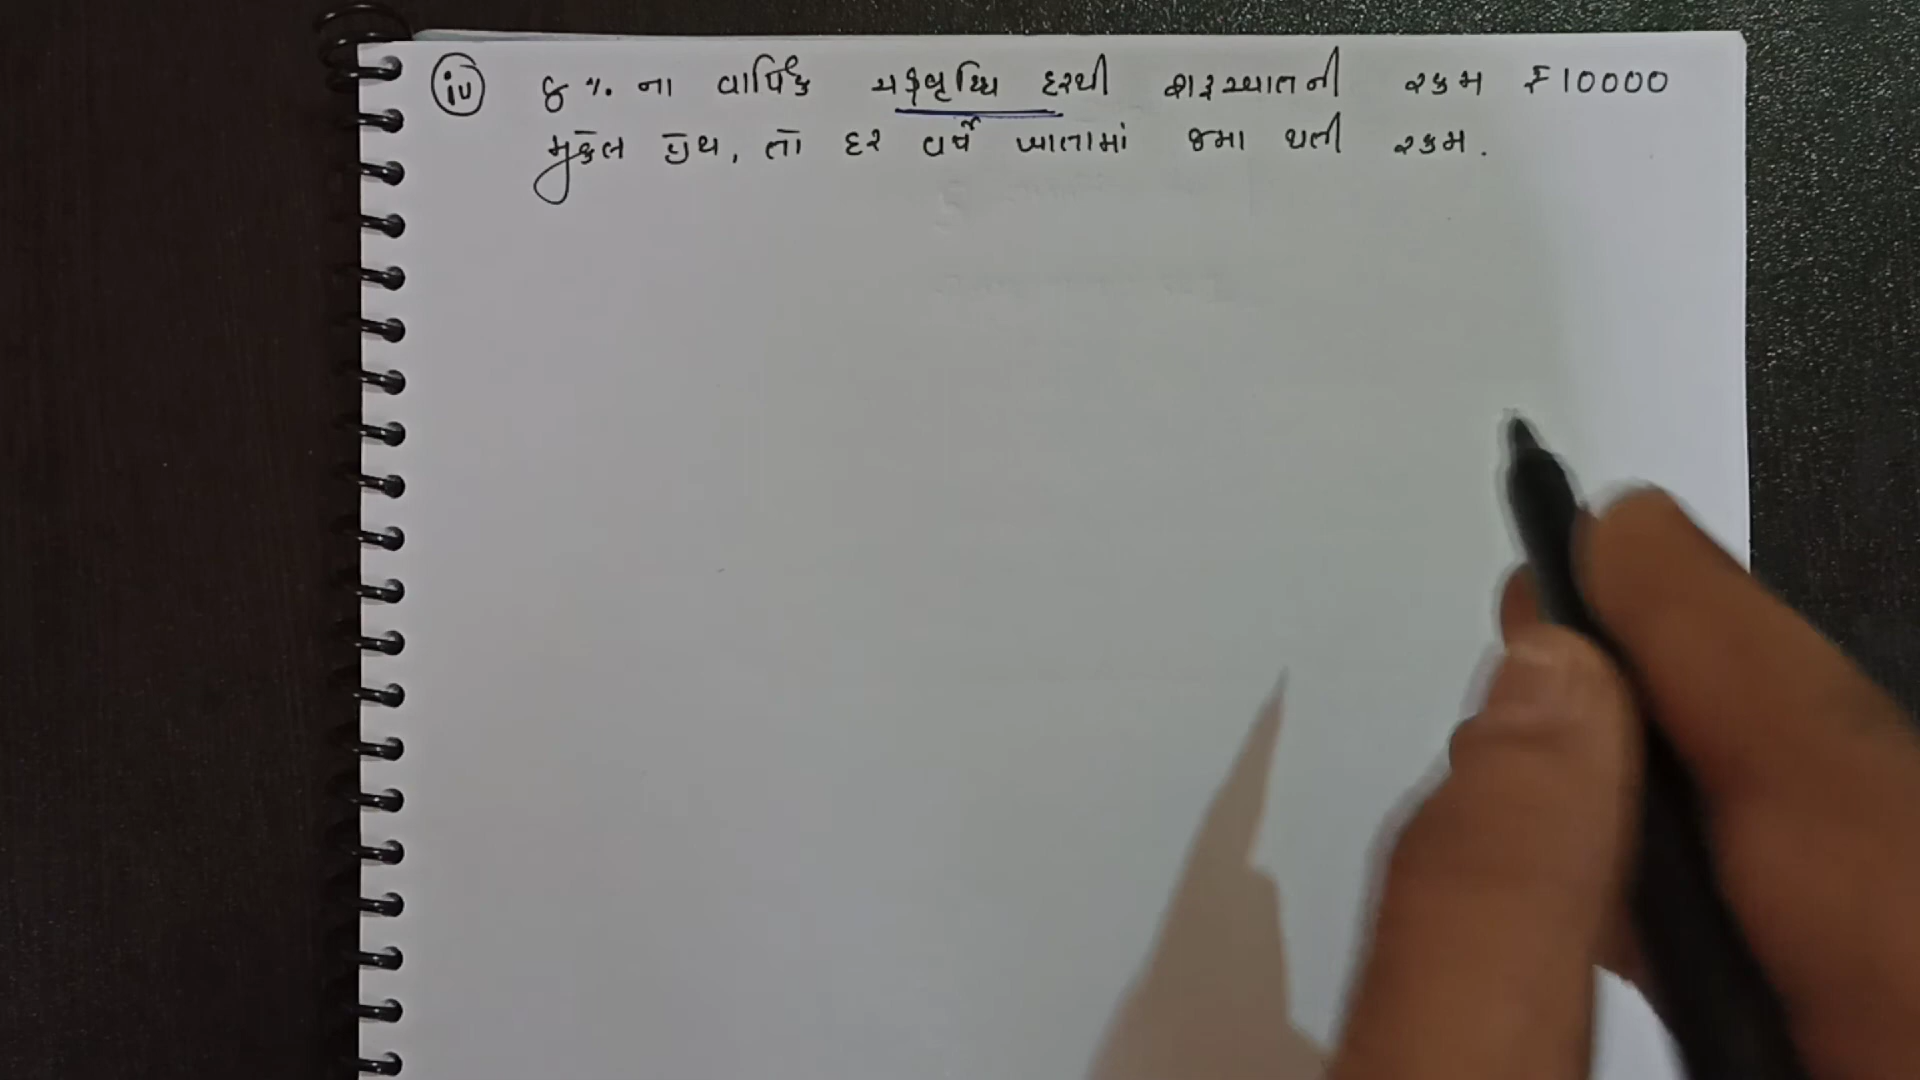 (iv) 8 % ના વાર્ષિક ચક્રવૃધ્ધિ દરથી શરૂઆતની રકમ ₹10000
મૂકેલ હોય, તો દર વર્ષે ખાતામાં જમા થતી રકમ.